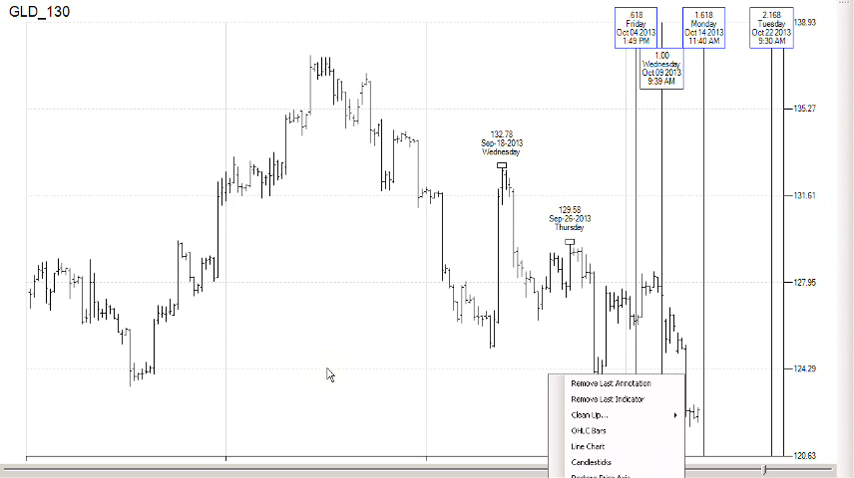 GLD_130
618
Friday
Oct 04 2013
1:49 PM
1.618
Monday
Oct 14 2013
11:40 AM
2.168
Tuesday
Oct 22 2013
9:30 AM
1.00
Wednesday
Oct 09 2013
9:39 AM
138.93
135.27
131.61
127.95
124.29
120.63
132.78
Sep-18-2013
Wednesday
129.58
Sep-26-2013
Thursday
Remove Last Annotation
Remove Last Indicator
Clean Up...
OHLC Bars
Line Chart
Candlesticks